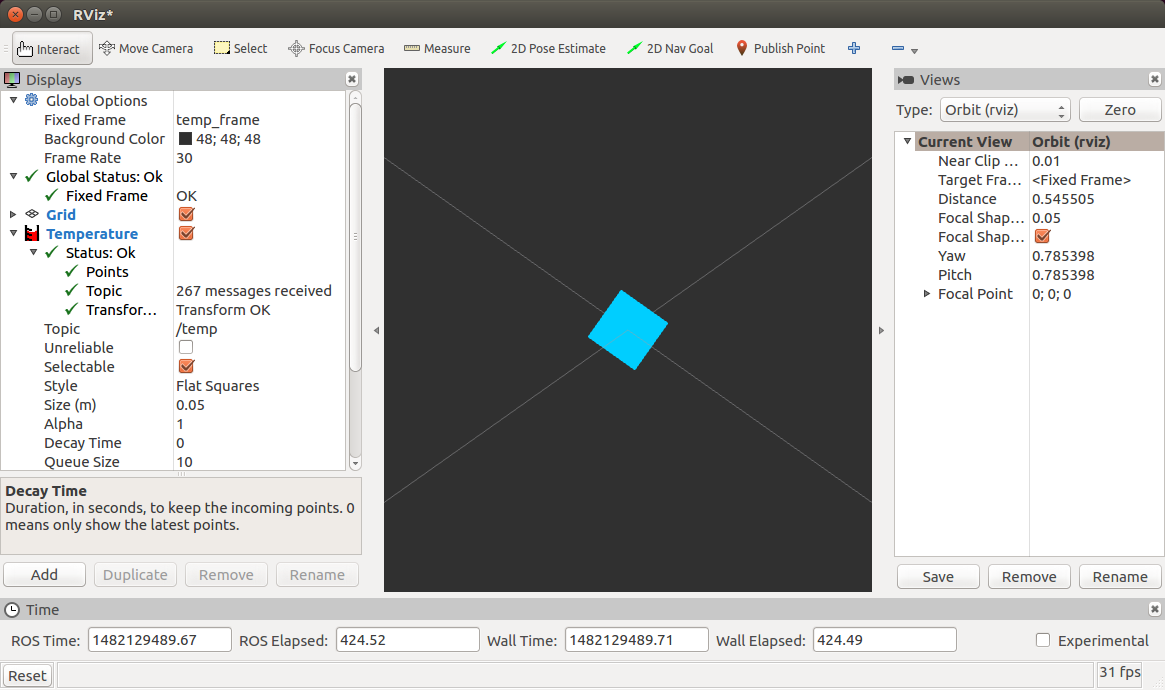 RViz*
Interact Move Camera Select Focus Camera Measure 2D Pose Estimate 2D Nav Goal Publish Point
Displays
Global Options
Fixed Frame temp_frame
Background Color 48; 48; 48
Frame Rate 30
Global Status: Ok
Fixed Frame OK
Grid
Temperature
Status: Ok
Points
Topic 267 messages received
Transfor... Transform OK
Topic /temp
Unreliable
Selectable
Style Flat Squares
Size (m) 0.05
Alpha 1
Decay Time 0
Queue Size 10
Decay Time
Duration, in seconds, to keep the incoming points. 0
means only show the latest points.
Add Duplicate Remove Rename
Views
Type: Orbit (rviz) Zero
Current View Orbit (rviz)
Near Clip ... 0.01
Target Fra... <Fixed Frame>
Distance 0.545505
Focal Shap... 0.05
Focal Shap...
Yaw 0.785398
Pitch 0.785398
Focal Point 0; 0; 0
Save Remove Rename
Time
ROS Time: 1482129489.67 ROS Elapsed: 424.52 Wall Time: 1482129489.71 Wall Elapsed: 424.49 Experimental
Reset 31 fps